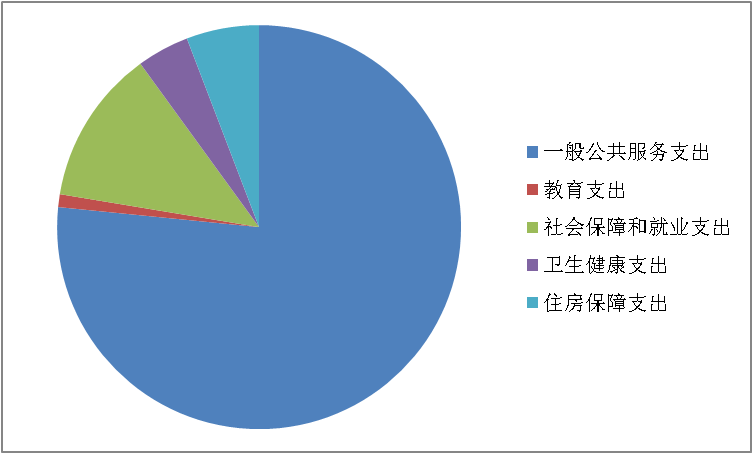 一般公共服务支出
教育支出
社会保障和就业支出
卫生健康支出
住房保障支出